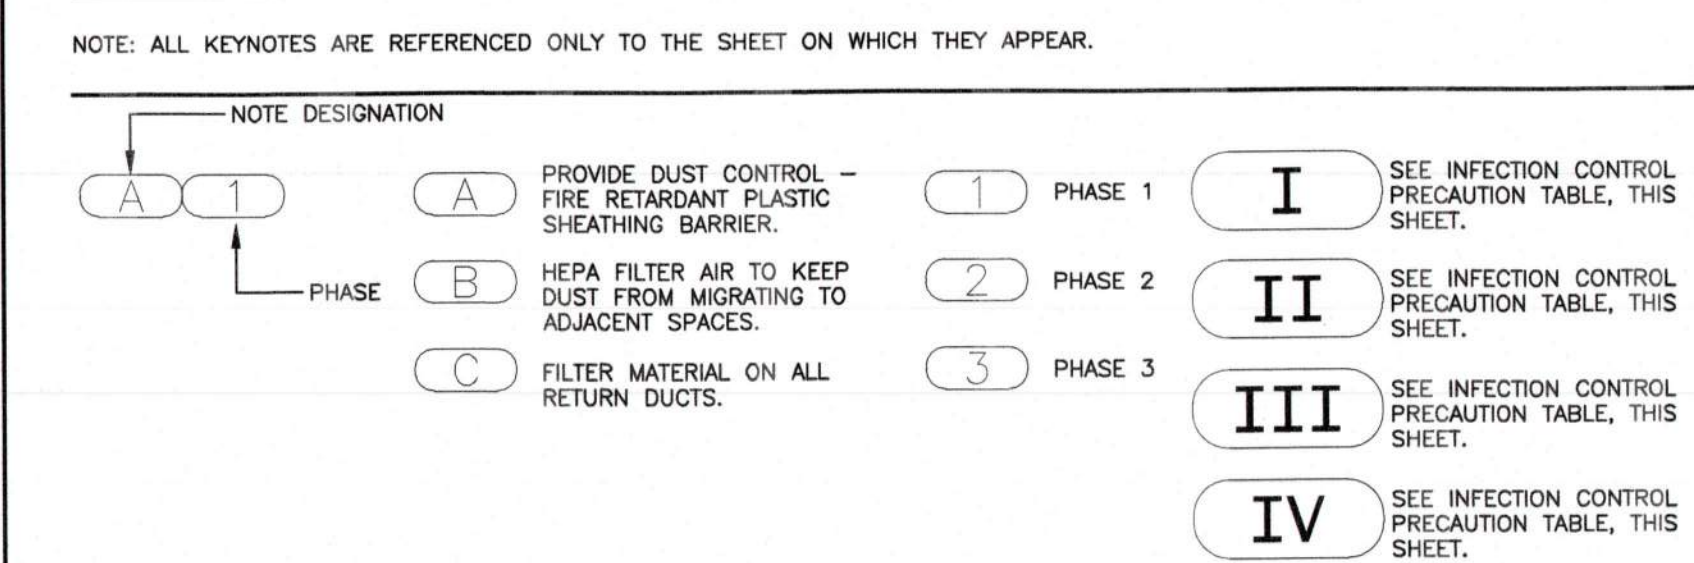 NOTE: ALL KEYNOTES ARE REFERENCED ONLY TO THE SHEET ON WHICH THEY APPEAR.
NOTE DESIGNATION
A 1
PHASE
A PROVIDE DUST CONTROL –
FIRE RETARDANT PLASTIC
SHEATHING BARRIER.
B HEPA FILTER AIR TO KEEP
DUST FROM MIGRATING TO
ADJACENT SPACES.
C FILTER MATERIAL ON ALL
RETURN DUCTS.
1 PHASE 1
2 PHASE 2
3 PHASE 3
I SEE INFECTION CONTROL
PRECAUTION TABLE, THIS
SHEET.
II SEE INFECTION CONTROL
PRECAUTION TABLE, THIS
SHEET.
III SEE INFECTION CONTROL
PRECAUTION TABLE, THIS
SHEET.
IV SEE INFECTION CONTROL
PRECAUTION TABLE, THIS
SHEET.